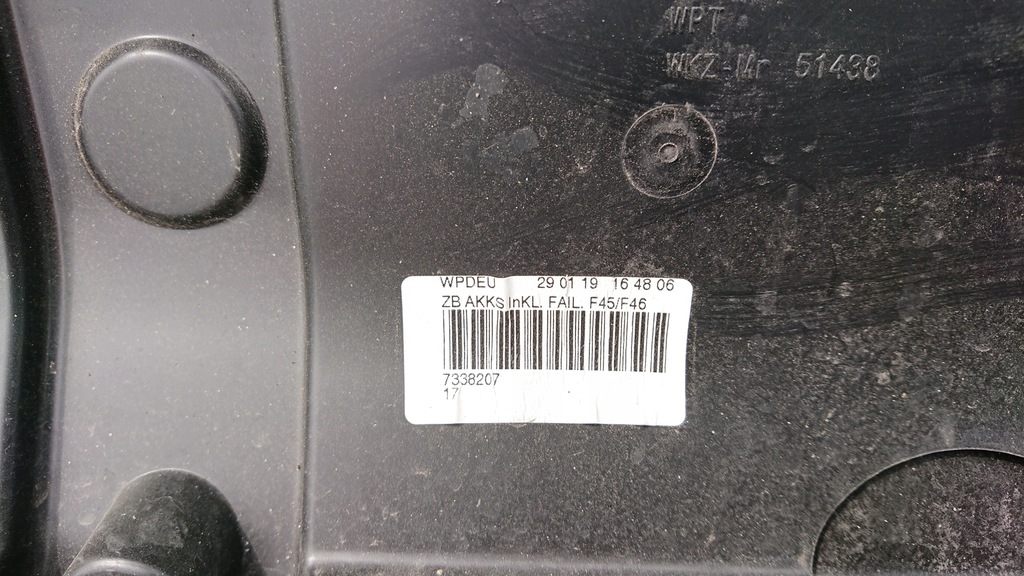 WPT
WKZ-Nr 51438
WPDEU 29 01 19 16 48 06
ZB AKKS InKL. FAIL. F45/F46
7338207
17